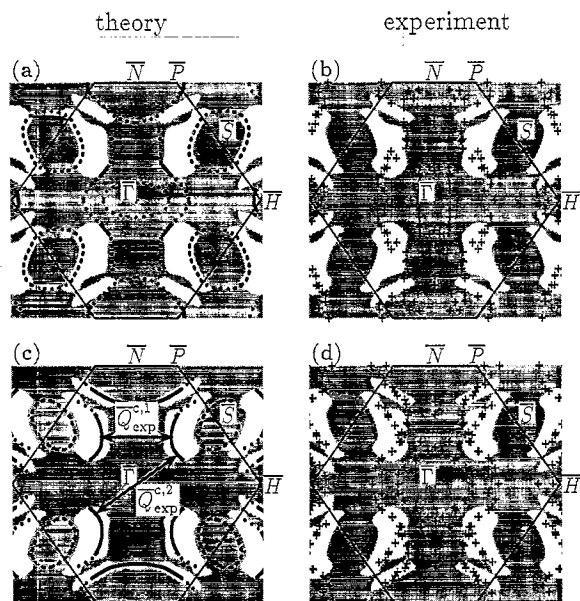 theory experiment
(a) N̅ P̅ (b) N̅ P̅
S̅ S̅
Γ̅ H̅ Γ̅ H̅
(c) N̅ P̅ (d) N̅ P̅
Q^{c,1}_{exp} S̅ S̅
Γ̅ H̅ Γ̅ H̅
Q^{c,2}_{exp}